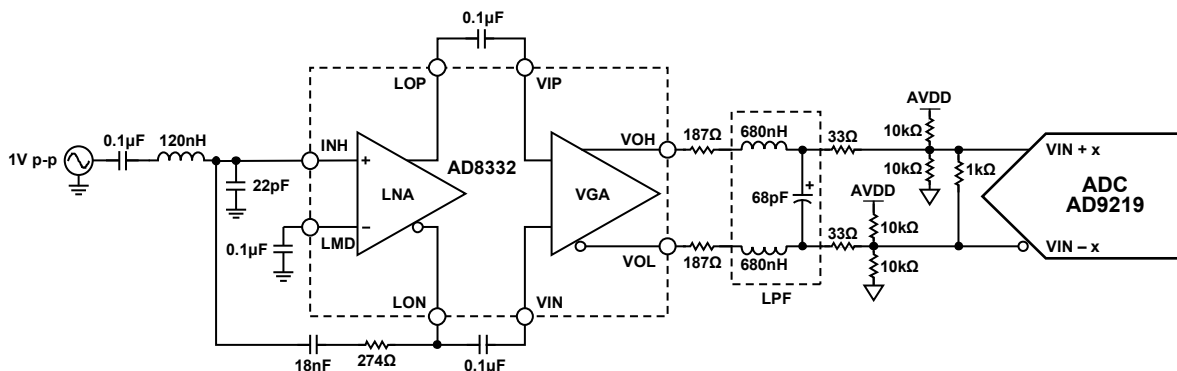 0.1µF
LOP
VIP
1V p-p
0.1µF
120nH
22pF
INH
+
LNA
–
LMD
0.1µF
AD8332
VGA
VOH
VOL
LON
VIN
18nF
274Ω
0.1µF
187Ω
187Ω
680nH
68pF
+
680nH
LPF
33Ω
33Ω
AVDD
10kΩ
10kΩ
AVDD
10kΩ
10kΩ
1kΩ
VIN + x
ADC
AD9219
VIN – x